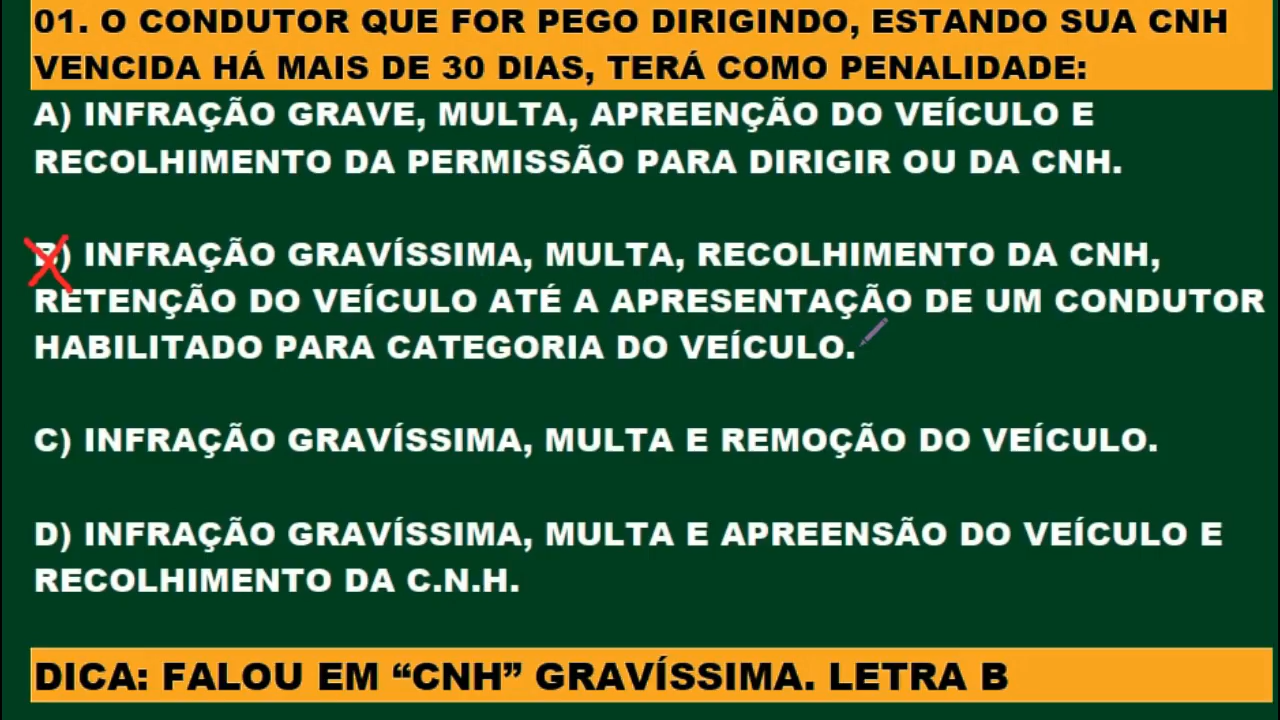 01. O CONDUTOR QUE FOR PEGO DIRIGINDO, ESTANDO SUA CNH
VENCIDA HÁ MAIS DE 30 DIAS, TERÁ COMO PENALIDADE:
A) INFRAÇÃO GRAVE, MULTA, APREENÇÃO DO VEÍCULO E
RECOLHIMENTO DA PERMISSÃO PARA DIRIGIR OU DA CNH.
B) INFRAÇÃO GRAVÍSSIMA, MULTA, RECOLHIMENTO DA CNH,
RETENÇÃO DO VEÍCULO ATÉ A APRESENTAÇÃO DE UM CONDUTOR
HABILITADO PARA CATEGORIA DO VEÍCULO.
C) INFRAÇÃO GRAVÍSSIMA, MULTA E REMOÇÃO DO VEÍCULO.
D) INFRAÇÃO GRAVÍSSIMA, MULTA E APREENSÃO DO VEÍCULO E
RECOLHIMENTO DA C.N.H.
DICA: FALOU EM “CNH” GRAVÍSSIMA. LETRA B